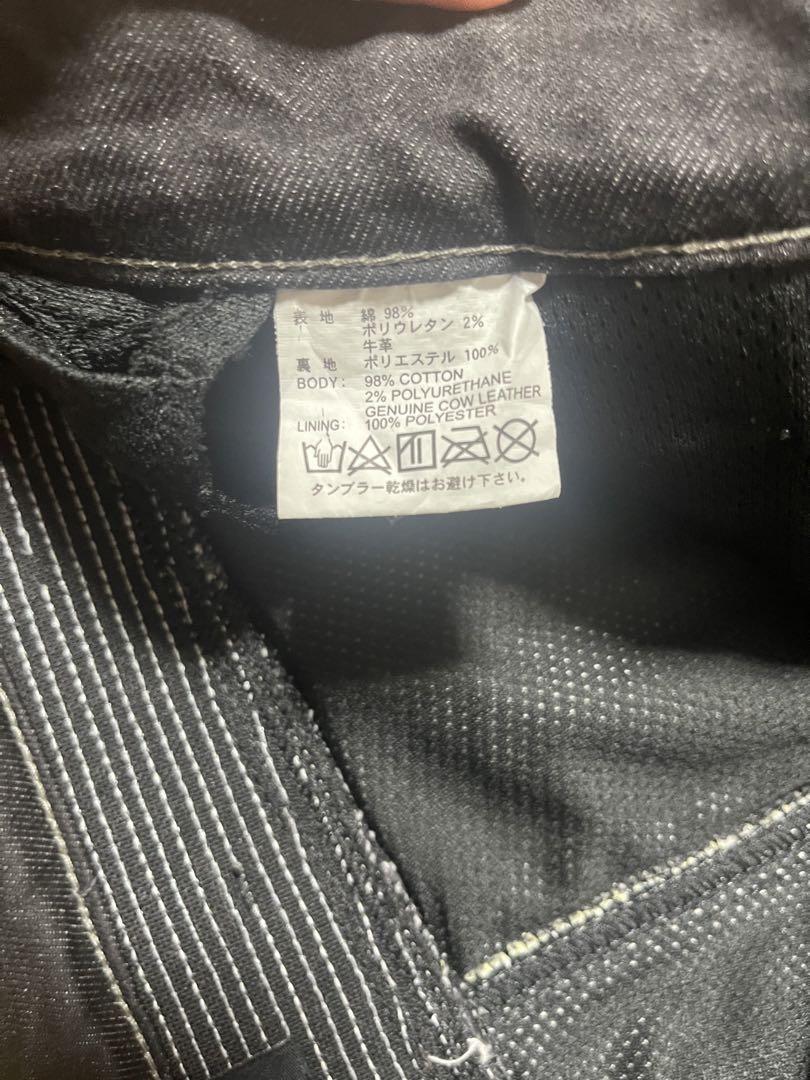 表 地 綿 98%
ポリウレタン 2%
牛革
裏 地 ポリエステル 100%
BODY: 98% COTTON
2% POLYURETHANE
GENUINE COW LEATHER
LINING: 100% POLYESTER
タンブラー乾燥はお避け下さい。